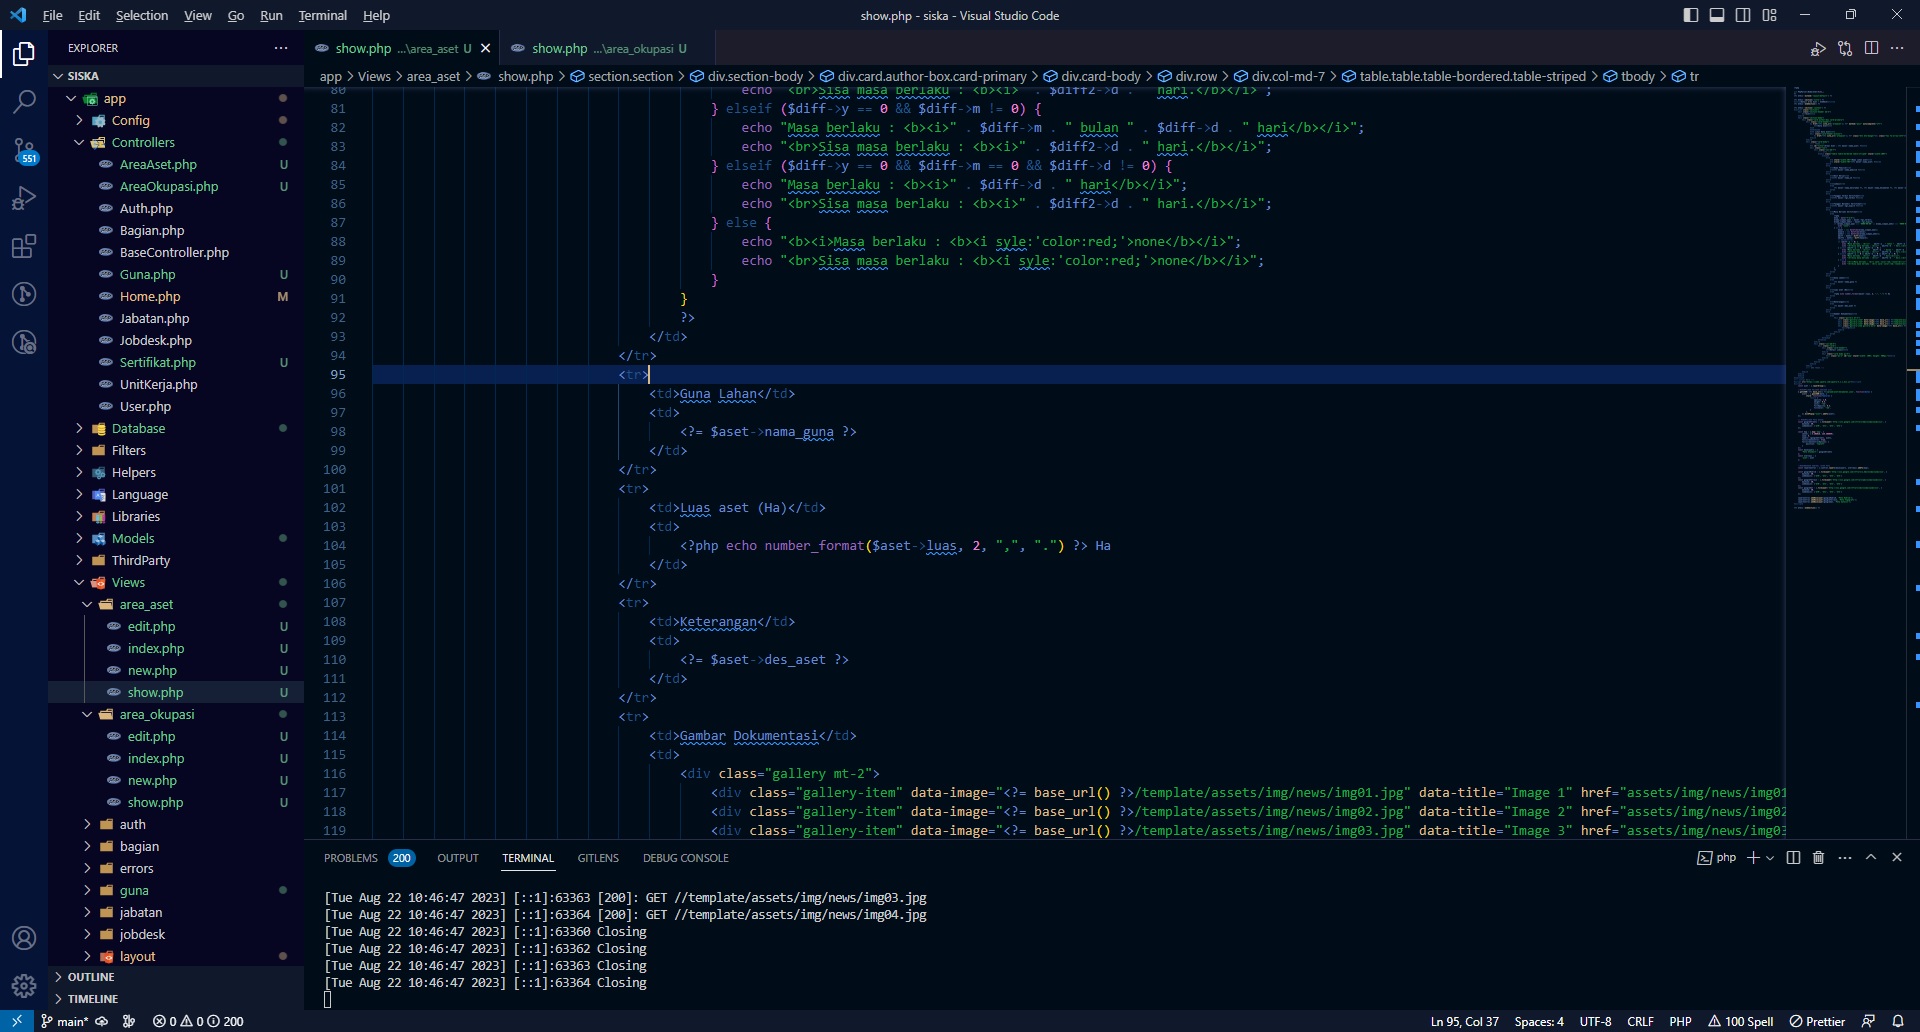 File Edit Selection View Go Run Terminal Help
show.php - siska - Visual Studio Code
EXPLORER
SISKA
app
Config
Controllers
AreaAset.php U
AreaOkupasi.php U
Auth.php
Bagian.php
BaseController.php
Guna.php U
Home.php M
Jabatan.php
Jobdesk.php
Sertifikat.php U
UnitKerja.php
User.php
Database
Filters
Helpers
Language
Libraries
Models
ThirdParty
Views
area_aset
edit.php U
index.php U
new.php U
show.php U
area_okupasi
edit.php U
index.php U
new.php U
show.php U
auth
bagian
errors
guna
jabatan
jobdesk
layout
OUTLINE
TIMELINE
551
show.php ...\area_aset U
show.php ...\area_okupasi U
app > Views > area_aset > show.php > section.section > div.section-body > div.card.author-box.card-primary > div.card-body > div.row > div.col-md-7 > table.table.table-bordered.table-striped > tbody > tr
80 echo "<br>Sisa masa berlaku : <b><i>" . $diff2->d . " hari.</b></i>";
81 } elseif ($diff->y == 0 && $diff->m != 0) {
82 echo "Masa berlaku : <b><i>" . $diff->m . " bulan " . $diff->d . " hari</b></i>";
83 echo "<br>Sisa masa berlaku : <b><i>" . $diff2->d . " hari.</b></i>";
84 } elseif ($diff->y == 0 && $diff->m == 0 && $diff->d != 0) {
85 echo "Masa berlaku : <b><i>" . $diff->d . " hari</b></i>";
86 echo "<br>Sisa masa berlaku : <b><i>" . $diff2->d . " hari.</b></i>";
87 } else {
88 echo "<b><i>Masa berlaku : <b><i syle:'color:red;'>none</b></i>";
89 echo "<br>Sisa masa berlaku : <b><i syle:'color:red;'>none</b></i>";
90 }
91 }
92 ?>
93 </td>
94 </tr>
95 <tr>
96 <td>Guna Lahan</td>
97 <td>
98 <?= $aset->nama_guna ?>
99 </td>
100 </tr>
101 <tr>
102 <td>Luas aset (Ha)</td>
103 <td>
104 <?php echo number_format($aset->luas, 2, ",", ".") ?> Ha
105 </td>
106 </tr>
107 <tr>
108 <td>Keterangan</td>
109 <td>
110 <?= $aset->des_aset ?>
111 </td>
112 </tr>
113 <tr>
114 <td>Gambar Dokumentasi</td>
115 <td>
116 <div class="gallery mt-2">
117 <div class="gallery-item" data-image="<?= base_url() ?>/template/assets/img/news/img01.jpg" data-title="Image 1" href="assets/img/news/img01
118 <div class="gallery-item" data-image="<?= base_url() ?>/template/assets/img/news/img02.jpg" data-title="Image 2" href="assets/img/news/img02
119 <div class="gallery-item" data-image="<?= base_url() ?>/template/assets/img/news/img03.jpg" data-title="Image 3" href="assets/img/news/img03
PROBLEMS 200 OUTPUT TERMINAL GITLENS DEBUG CONSOLE
php
[Tue Aug 22 10:46:47 2023] [::1]:63363 [200]: GET //template/assets/img/news/img03.jpg
[Tue Aug 22 10:46:47 2023] [::1]:63364 [200]: GET //template/assets/img/news/img04.jpg
[Tue Aug 22 10:46:47 2023] [::1]:63360 Closing
[Tue Aug 22 10:46:47 2023] [::1]:63362 Closing
[Tue Aug 22 10:46:47 2023] [::1]:63363 Closing
[Tue Aug 22 10:46:47 2023] [::1]:63364 Closing
main* 0 0 200
Ln 95, Col 37 Spaces: 4 UTF-8 CRLF PHP 100 Spell Prettier